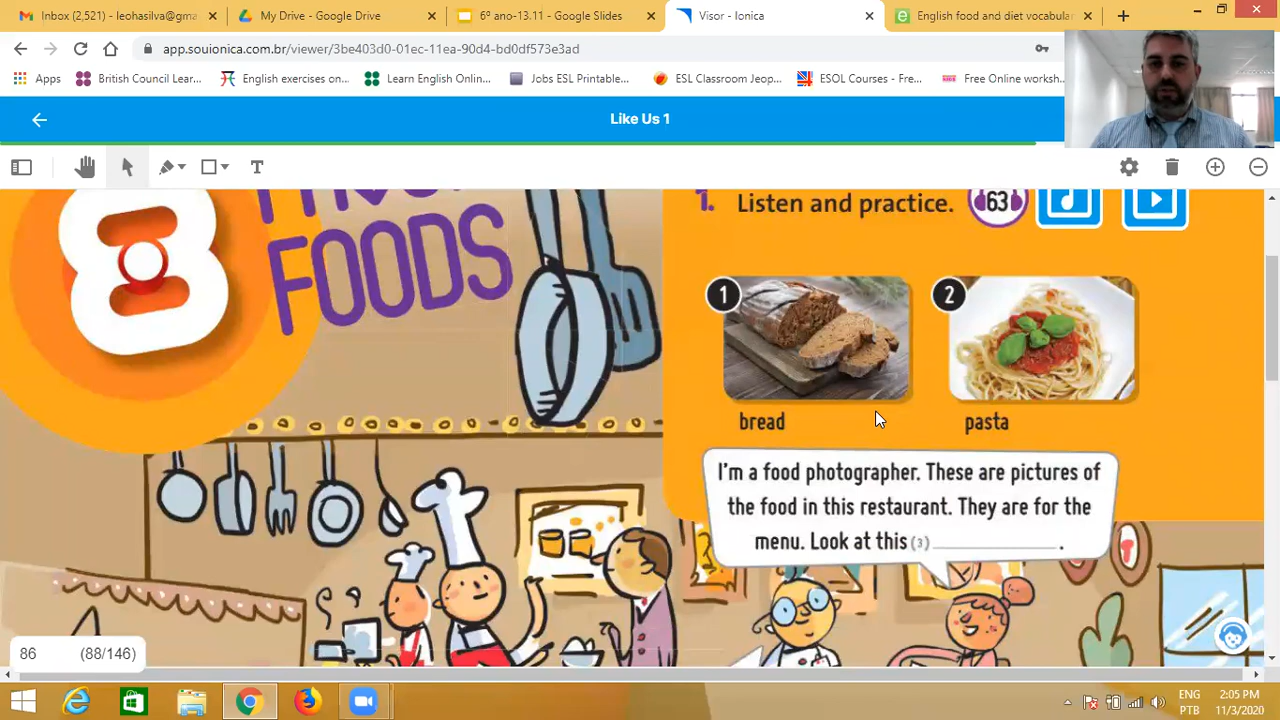 Inbox (2,521) - leohasilva@gma
My Drive - Google Drive
6º ano-13.11 - Google Slides
Visor - Ionica
English food and diet vocabular
app.souionica.com.br/viewer/3be403d0-01ec-11ea-90d4-bd0df573e3ad
Apps
British Council Lear...
English exercises on...
Learn English Onlin...
Jobs ESL Printable...
ESL Classroom Jeop...
ESOL Courses - Fre...
Free Online worksh...
Like Us 1
8
FOODS
1. Listen and practice. 63
1
2
bread
pasta
I'm a food photographer. These are pictures of
the food in this restaurant. They are for the
menu. Look at this (3) ____________ .
86 (88/146)
ENG
PTB
2:05 PM
11/3/2020